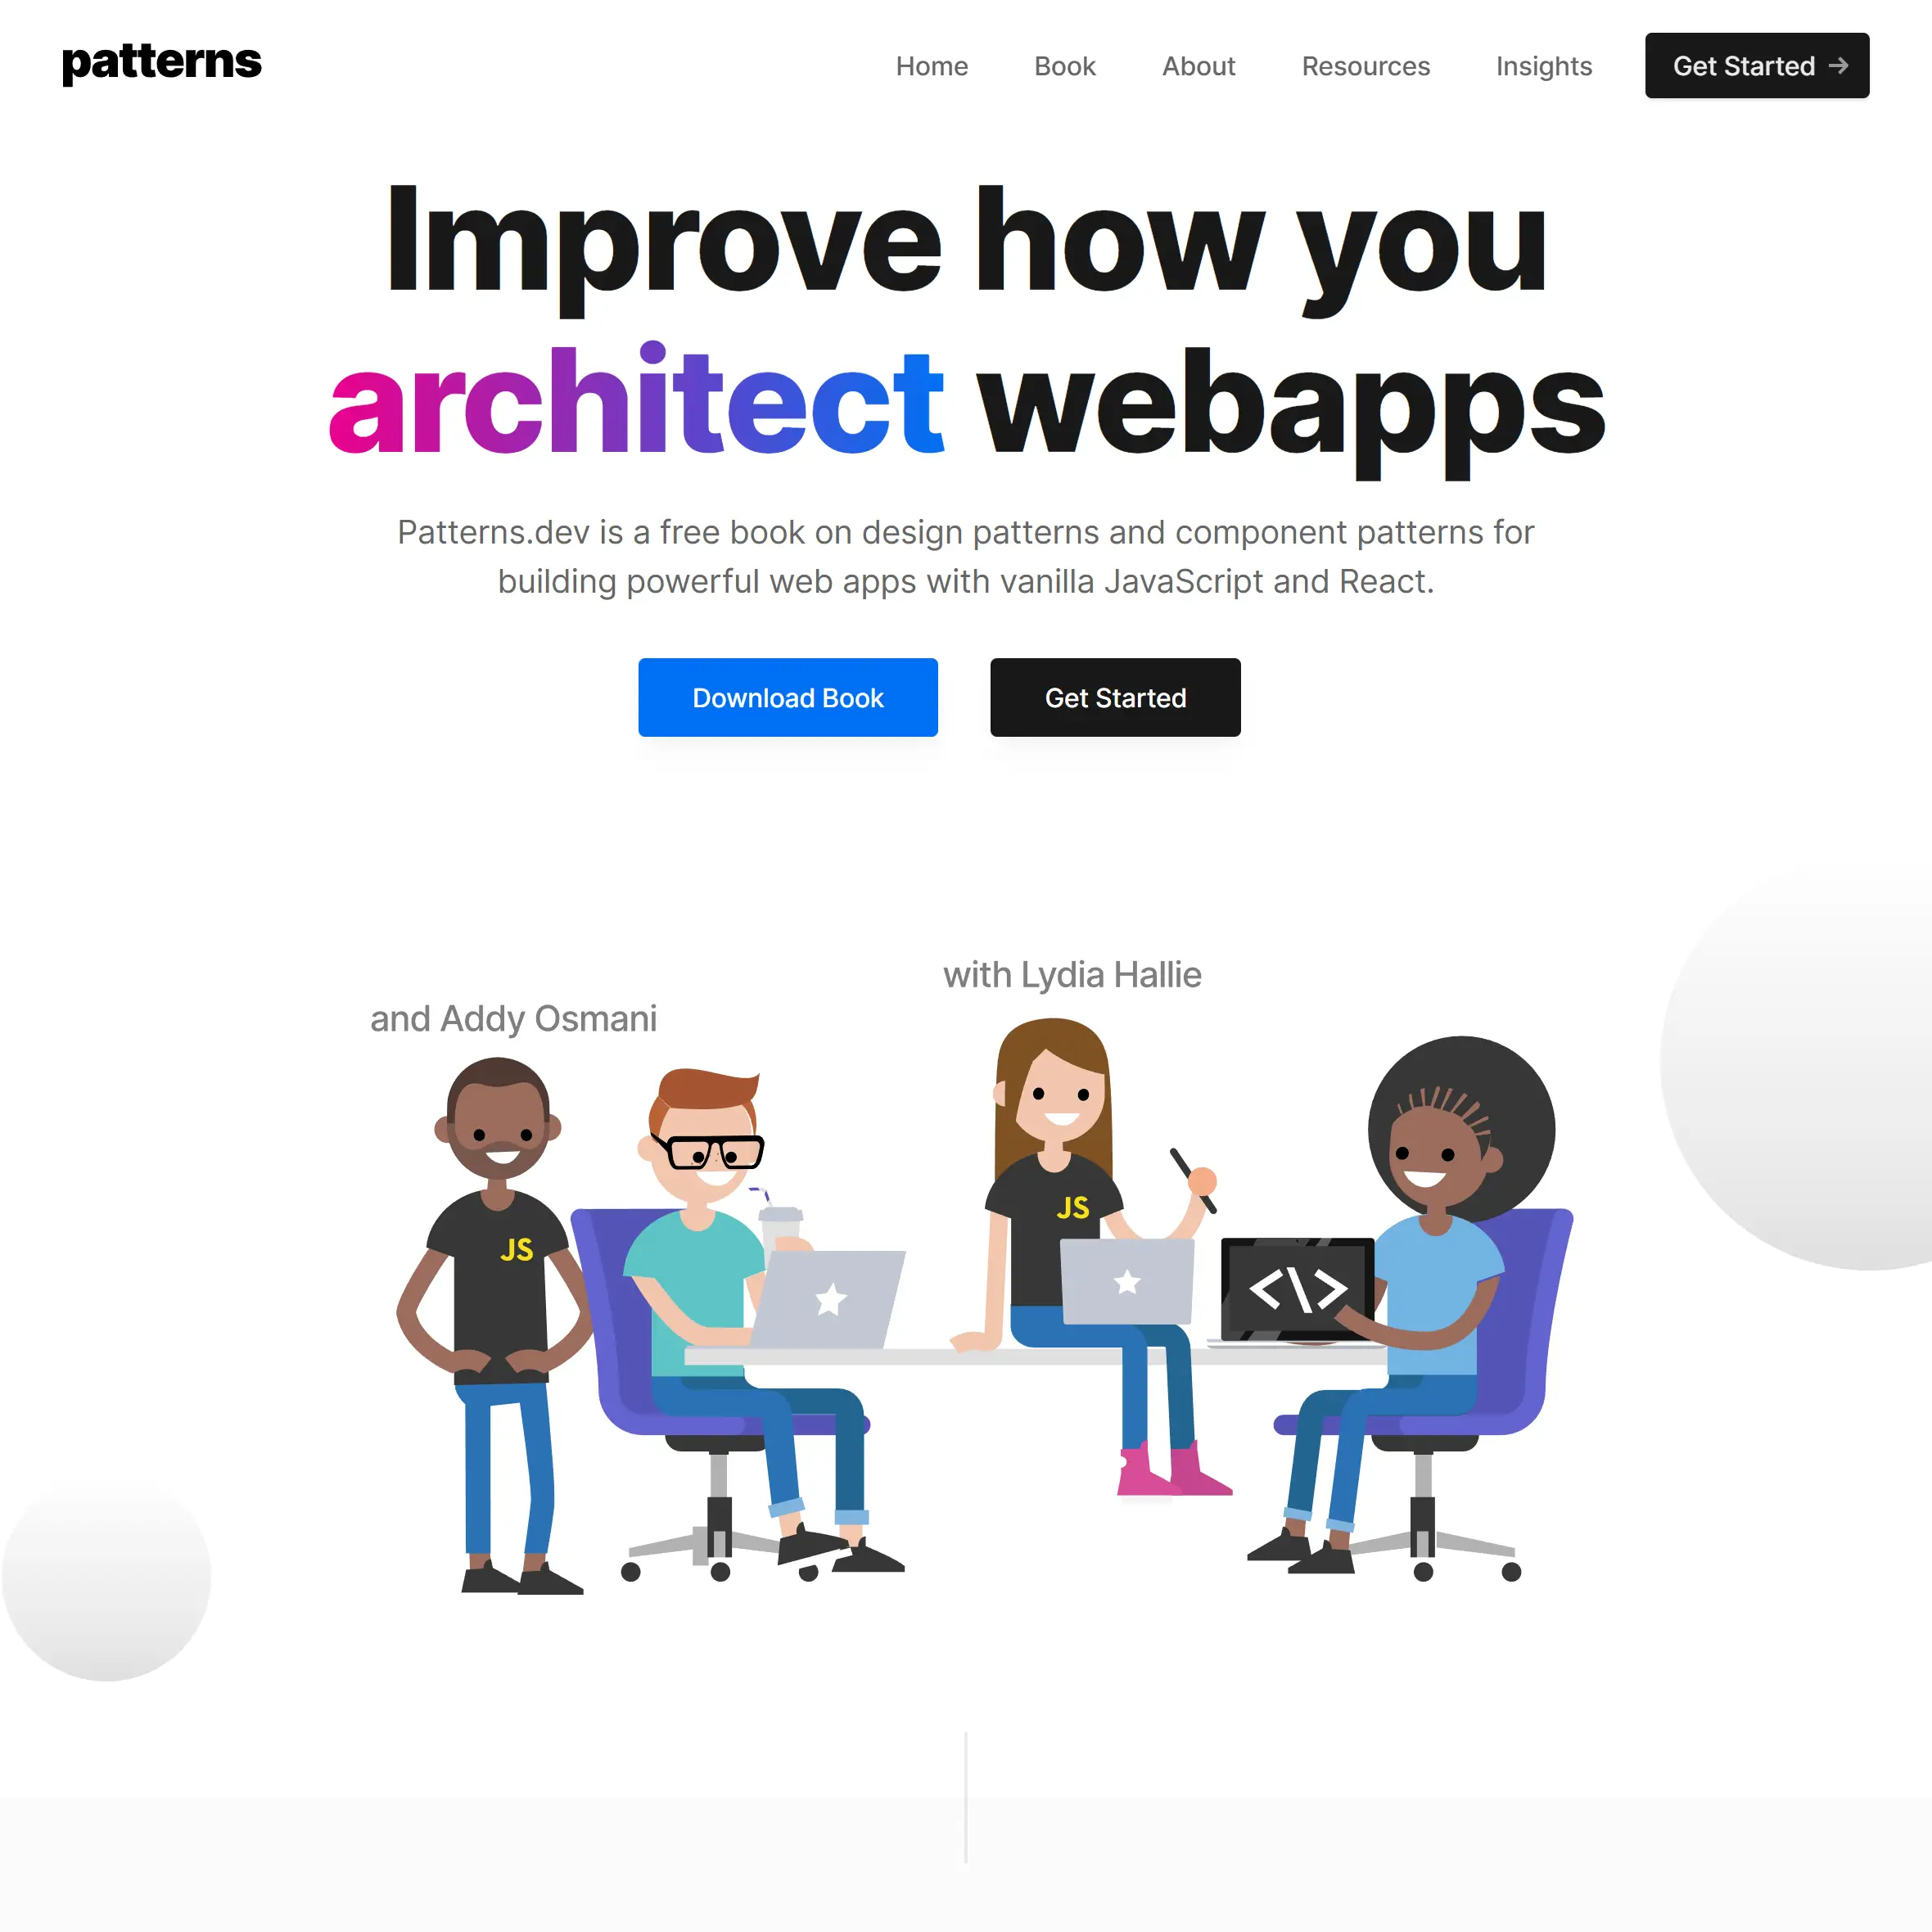 patterns
Home Book About Resources Insights Get Started →
Improve how you
architect webapps
Patterns.dev is a free book on design patterns and component patterns for
building powerful web apps with vanilla JavaScript and React.
Download Book Get Started
with Lydia Hallie
and Addy Osmani
JS
JS
<\>